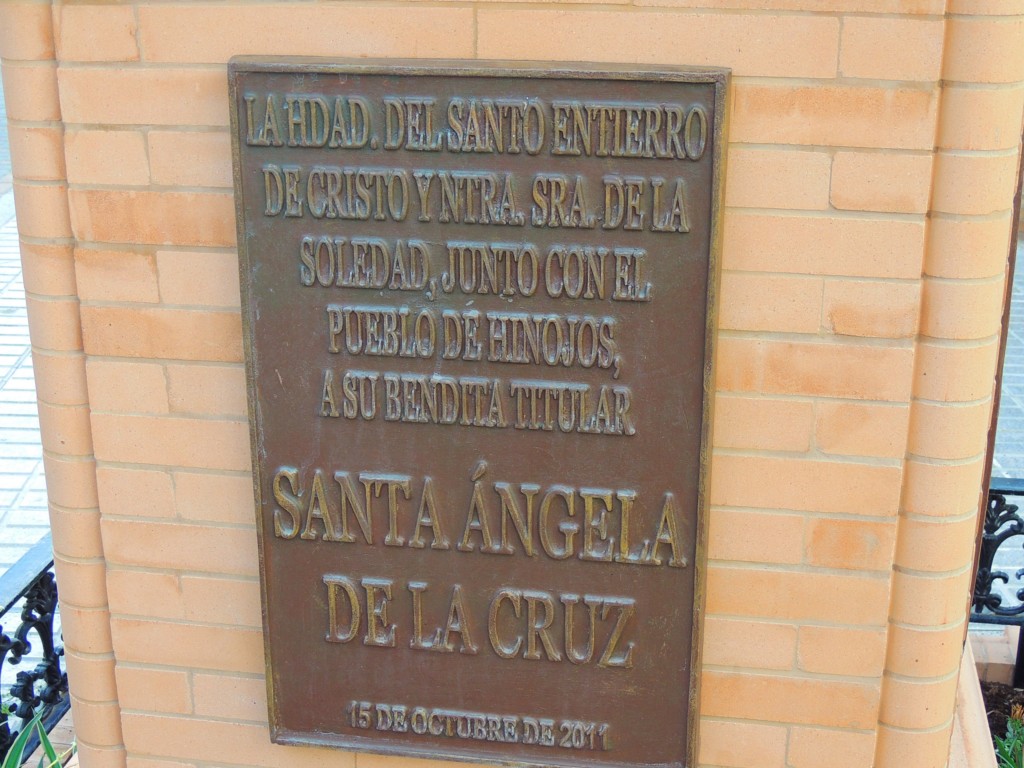 LA HDAD. DEL SANTO ENTIERRO
DE CRISTO Y NTRA. SRA. DE LA
SOLEDAD, JUNTO CON EL
PUEBLO DE HINOJOS,
A SU BENDITA TITULAR
SANTA ÁNGELA
DE LA CRUZ
15 DE OCTUBRE DE 2011